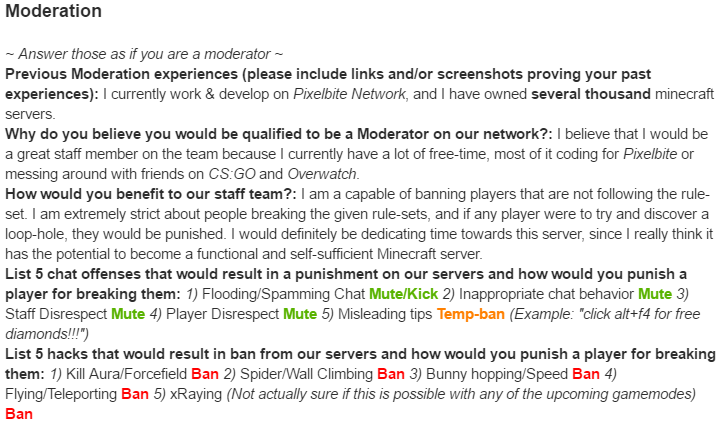 Moderation
~ Answer those as if you are a moderator ~
Previous Moderation experiences (please include links and/or screenshots proving your past
experiences): I currently work & develop on Pixelbite Network, and I have owned several thousand minecraft
servers.
Why do you believe you would be qualified to be a Moderator on our network?: I believe that I would be
a great staff member on the team because I currently have a lot of free-time, most of it coding for Pixelbite or
messing around with friends on CS:GO and Overwatch.
How would you benefit to our staff team?: I am a capable of banning players that are not following the rule-
set. I am extremely strict about people breaking the given rule-sets, and if any player were to try and discover a
loop-hole, they would be punished. I would definitely be dedicating time towards this server, since I really think it
has the potential to become a functional and self-sufficient Minecraft server.
List 5 chat offenses that would result in a punishment on our servers and how would you punish a
player for breaking them: 1) Flooding/Spamming Chat Mute/Kick 2) Inappropriate chat behavior Mute 3)
Staff Disrespect Mute 4) Player Disrespect Mute 5) Misleading tips Temp-ban (Example: "click alt+f4 for free
diamonds!!!")
List 5 hacks that would result in ban from our servers and how would you punish a player for breaking
them: 1) Kill Aura/Forcefield Ban 2) Spider/Wall Climbing Ban 3) Bunny hopping/Speed Ban 4)
Flying/Teleporting Ban 5) xRaying (Not actually sure if this is possible with any of the upcoming gamemodes)
Ban